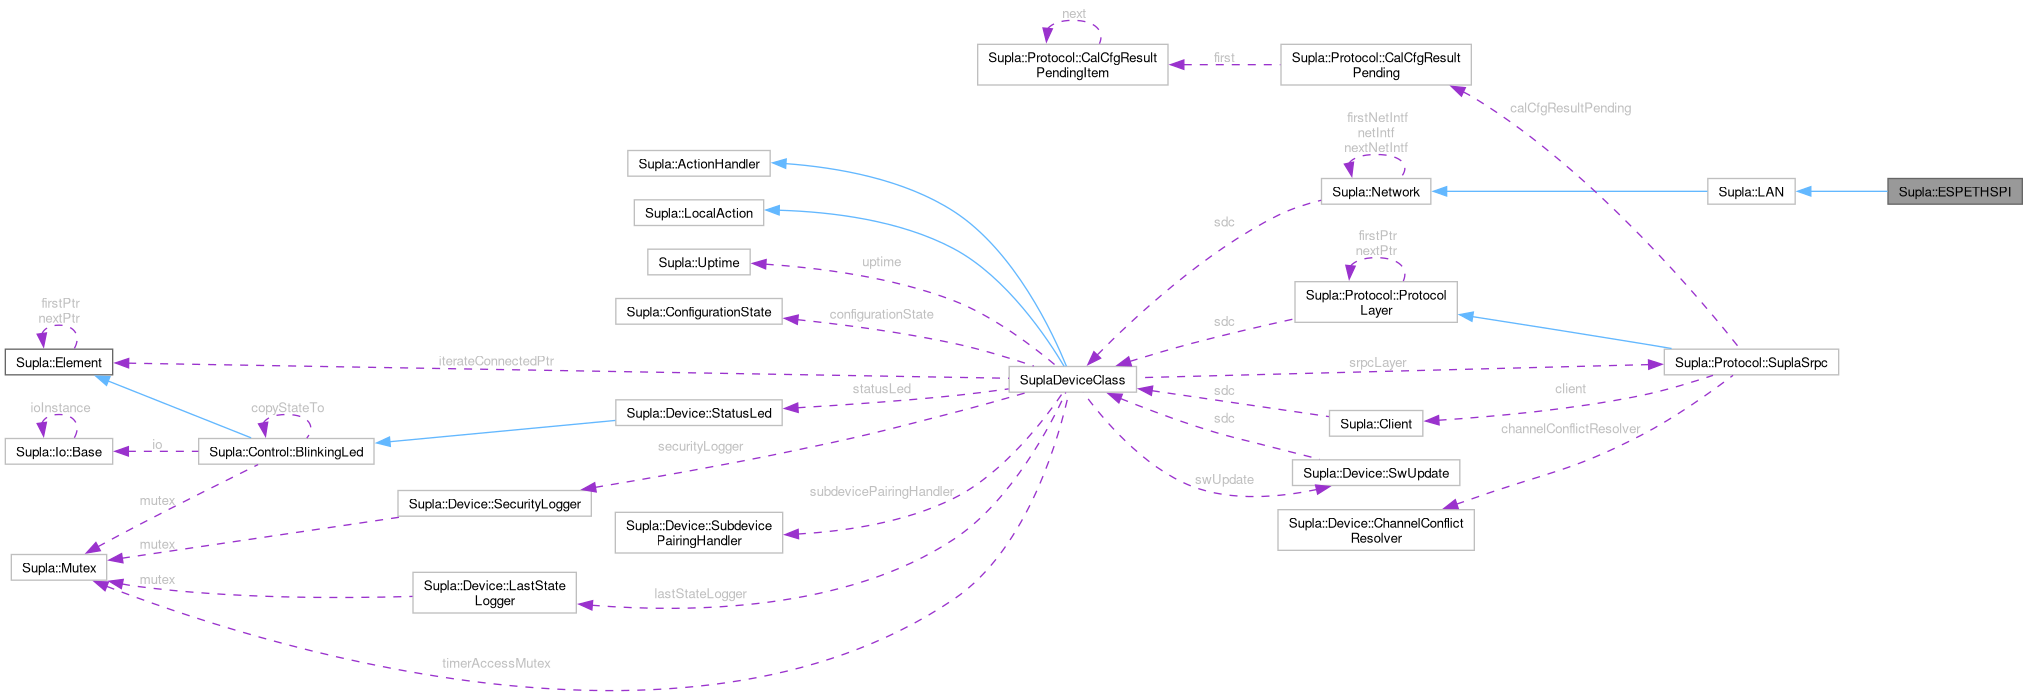 next
Supla::Protocol::CalCfgResult
PendingItem
first
Supla::Protocol::CalCfgResult
Pending
calCfgResultPending
firstNetIntf
netIntf
nextNetIntf
Supla::ActionHandler
Supla::Network
Supla::LAN
Supla::ESPETHSPI
Supla::LocalAction
sdc
firstPtr
nextPtr
Supla::Uptime
uptime
Supla::Protocol::Protocol
Layer
firstPtr
nextPtr
Supla::ConfigurationState
configurationState
sdc
Supla::Element
iterateConnectedPtr
srpcLayer
Supla::Protocol::SuplaSrpc
SuplaDeviceClass
statusLed
sdc
client
ioInstance
copyStateTo
Supla::Device::StatusLed
sdc
Supla::Client
channelConflictResolver
Supla::Io::Base
io
Supla::Control::BlinkingLed
securityLogger
Supla::Device::SwUpdate
swUpdate
mutex
Supla::Device::SecurityLogger
subdevicePairingHandler
Supla::Device::Subdevice
PairingHandler
Supla::Device::ChannelConflict
Resolver
mutex
Supla::Mutex
mutex
Supla::Device::LastState
Logger
lastStateLogger
timerAccessMutex